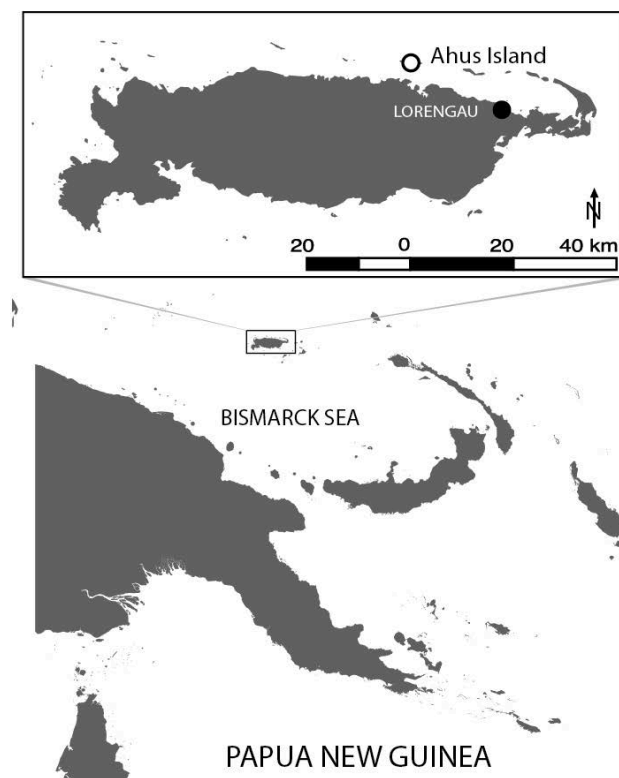 Ahus Island
LORENGAU
N
20 0 20 40 km
BISMARCK SEA
PAPUA NEW GUINEA